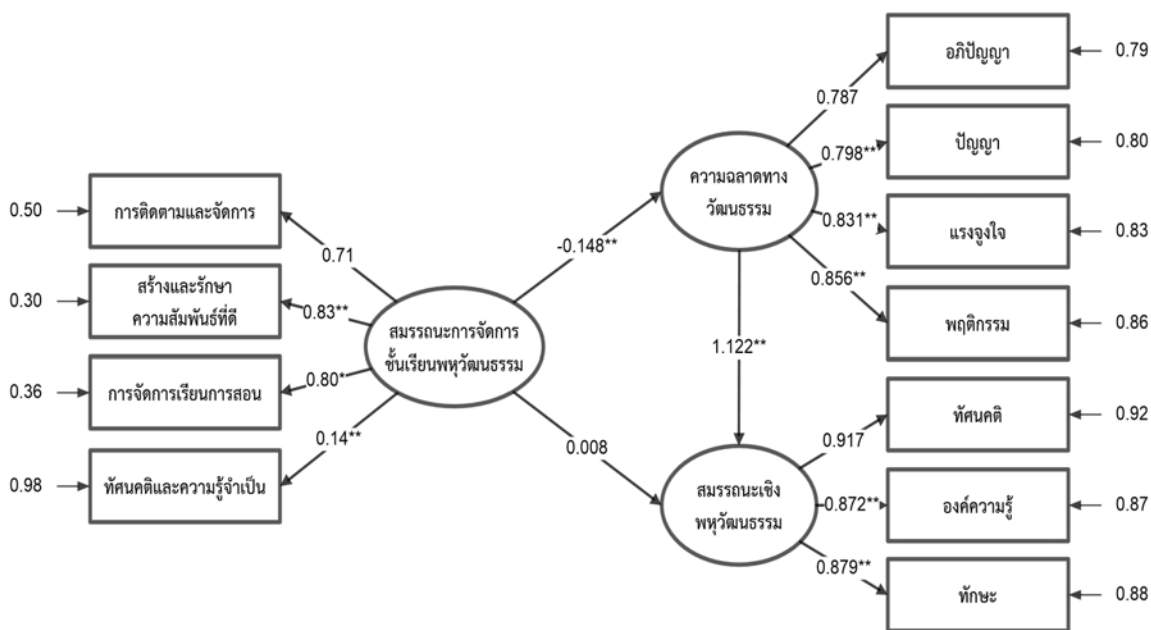 0.50
การติดตามและจัดการ
0.71
0.30
สร้างและรักษา
ความสัมพันธ์ที่ดี
0.83**
0.36
การจัดการเรียนการสอน
0.80*
0.98
ทัศนคติและความรู้จำเป็น
0.14**
สมรรถนะการจัดการ
ชั้นเรียนพหุวัฒนธรรม
-0.148**
0.008
ความฉลาดทาง
วัฒนธรรม
1.122**
สมรรถนะเชิง
พหุวัฒนธรรม
0.787
อภิปัญญา
0.79
0.798**
ปัญญา
0.80
0.831**
แรงจูงใจ
0.83
0.856**
พฤติกรรม
0.86
0.917
ทัศนคติ
0.92
0.872**
องค์ความรู้
0.87
0.879**
ทักษะ
0.88